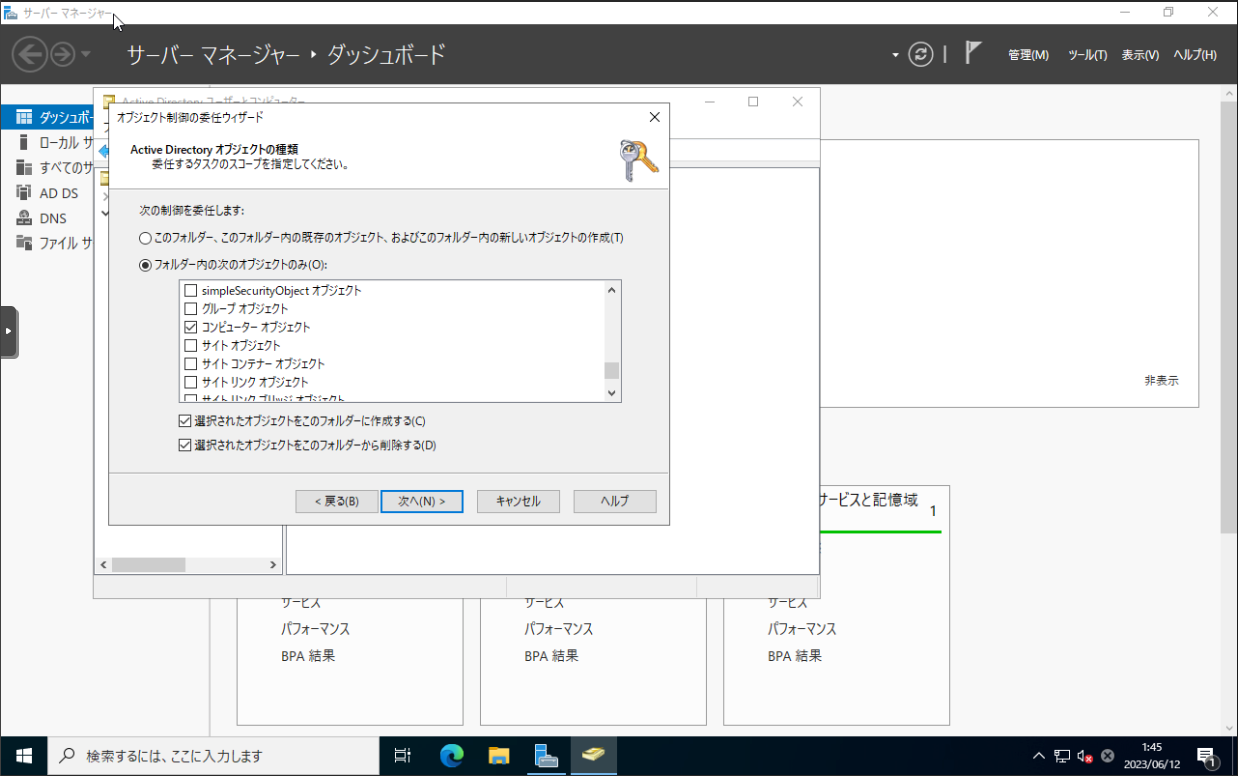 サーバー マネージャー
サーバー マネージャー ‣ ダッシュボード
管理(M)
ツール(T)
表示(V)
ヘルプ(H)
ダッシュボー
ローカル サ
すべてのサ
AD DS
DNS
ファイル サ
Active Directory ユーザーとコンピューター
オブジェクト制御の委任ウィザード
Active Directory オブジェクトの種類
委任するタスクのスコープを指定してください。
次の制御を委任します:
このフォルダー、このフォルダー内の既存のオブジェクト、およびこのフォルダー内の新しいオブジェクトの作成(T)
フォルダー内の次のオブジェクトのみ(O):
simpleSecurityObject オブジェクト
グループ オブジェクト
コンピューター オブジェクト
サイト オブジェクト
サイト コンテナー オブジェクト
サイト リンク オブジェクト
サイト リンク ブリッジ オブジェクト
選択されたオブジェクトをこのフォルダーに作成する(C)
選択されたオブジェクトをこのフォルダーから削除する(D)
< 戻る(B)
次へ(N) >
キャンセル
ヘルプ
非表示
サービスと記憶域
1
サービス
パフォーマンス
BPA 結果
サービス
パフォーマンス
BPA 結果
サービス
パフォーマンス
BPA 結果
検索するには、ここに入力します
1:45
2023/06/12
1